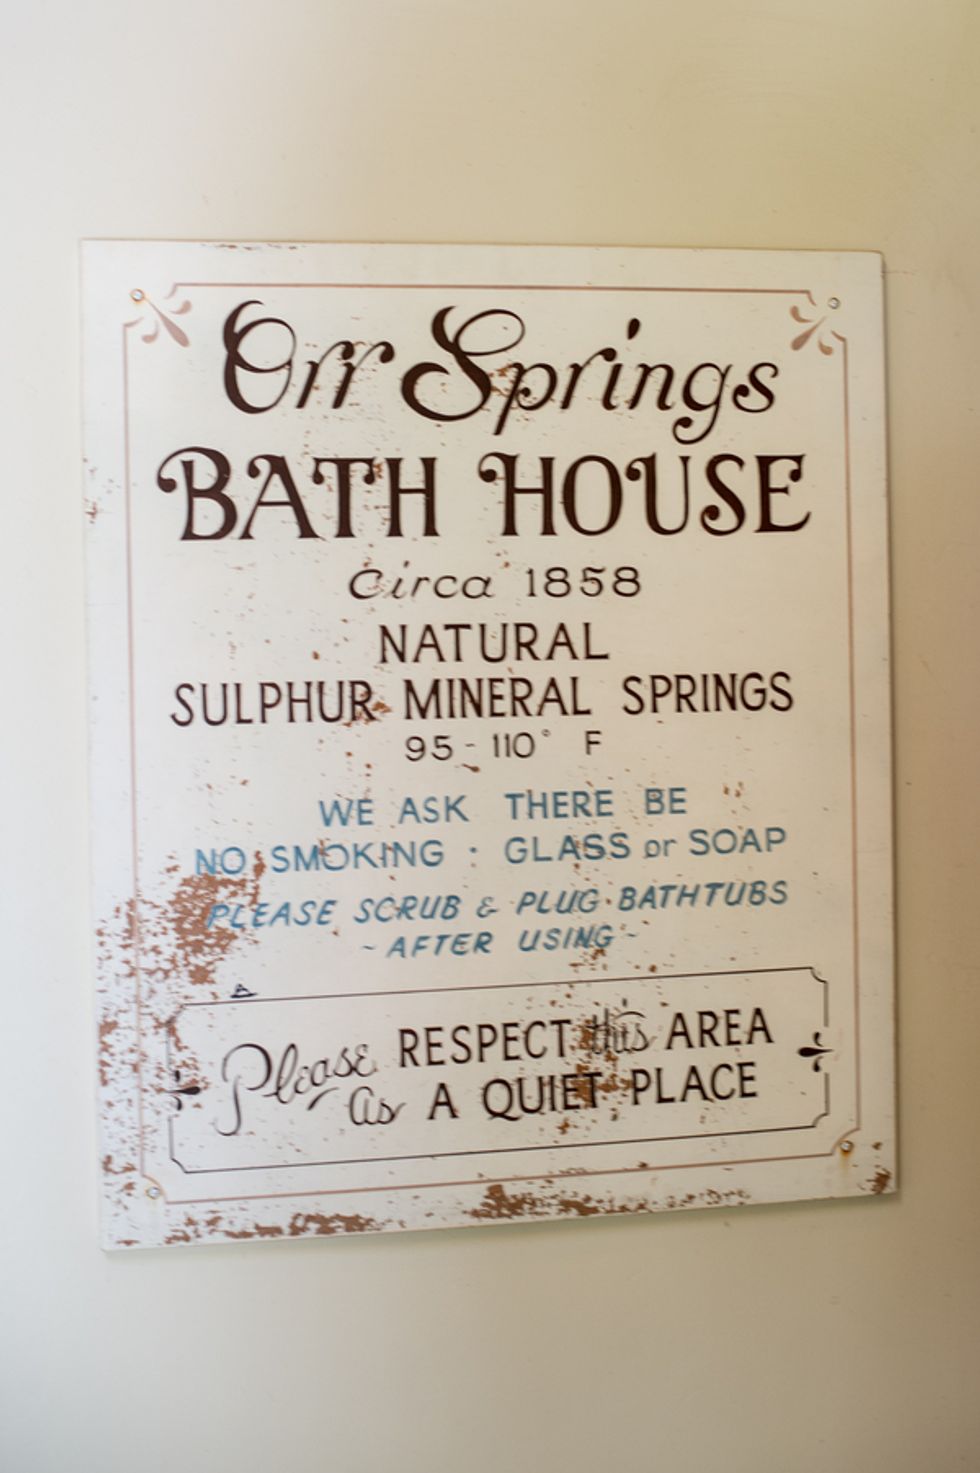 Orr Springs
BATH HOUSE
Circa 1858
NATURAL
SULPHUR MINERAL SPRINGS
95 - 110° F
WE ASK THERE BE
NO SMOKING · GLASS or SOAP
PLEASE SCRUB & PLUG BATHTUBS
~ AFTER USING ~
Please RESPECT this AREA
as A QUIET PLACE